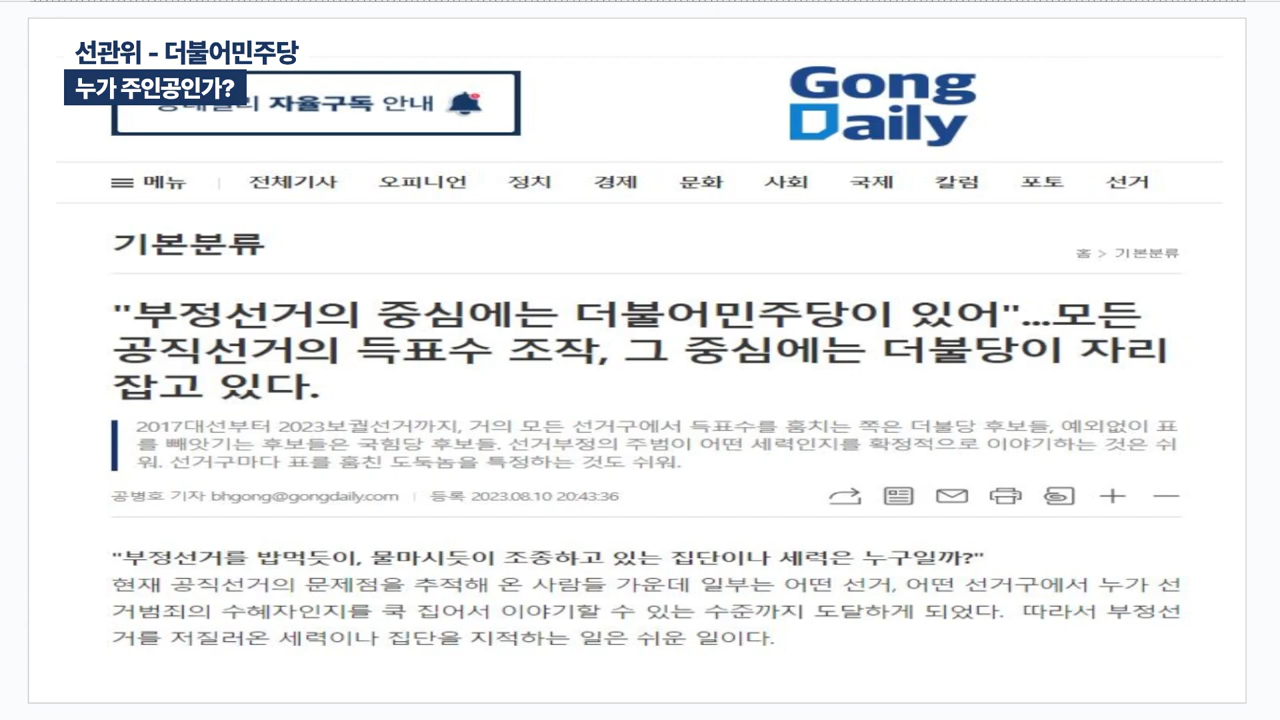 선관위 - 더불어민주당
누가 주인공인가?
자율구독 안내
Gong
Daily
메뉴 전체기사 오피니언 정치 경제 문화 사회 국제 칼럼 포토 선거
기본분류
홈 > 기본분류
"부정선거의 중심에는 더불어민주당이 있어"...모든
공직선거의 득표수 조작, 그 중심에는 더불당이 자리
잡고 있다.
2017대선부터 2023보궐선거까지, 거의 모든 선거구에서 득표수를 훔치는 쪽은 더불당 후보들, 예외없이 표
를 빼앗기는 후보들은 국힘당 후보들. 선거부정의 주범이 어떤 세력인지를 확정적으로 이야기하는 것은 쉬
워. 선거구마다 표를 훔친 도둑놈을 특정하는 것도 쉬워.
공병호 기자 bhgong@gongdaily.com 등록 2023.08.10 20:43:36
"부정선거를 밥먹듯이, 물마시듯이 조종하고 있는 집단이나 세력은 누구일까?"
현재 공직선거의 문제점을 추적해 온 사람들 가운데 일부는 어떤 선거, 어떤 선거구에서 누가 선
거범죄의 수혜자인지를 쿡 집어서 이야기할 수 있는 수준까지 도달하게 되었다. 따라서 부정선
거를 저질러온 세력이나 집단을 지적하는 일은 쉬운 일이다.